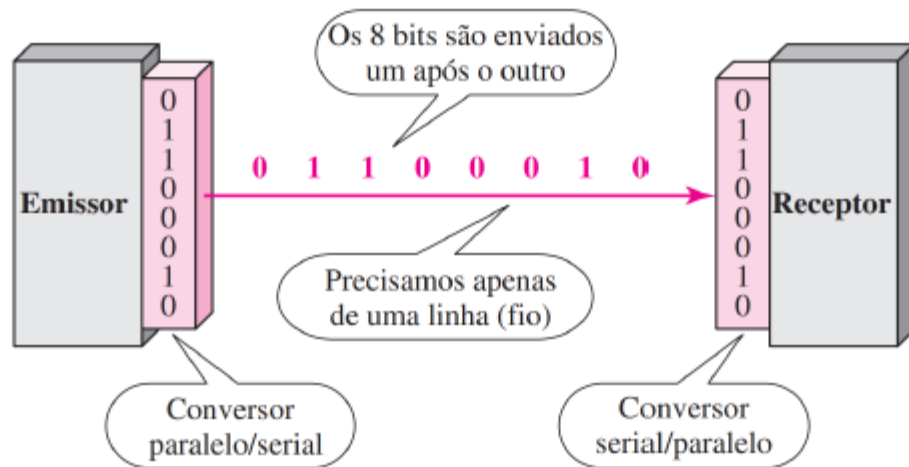 Os 8 bits são enviados
um após o outro
0
1
1
0
0
0
1
0
Emissor
0 1 1 0 0 0 1 0
0
1
1
0
0
0
1
0
Receptor
Precisamos apenas
de uma linha (fio)
Conversor
paralelo/serial
Conversor
serial/paralelo